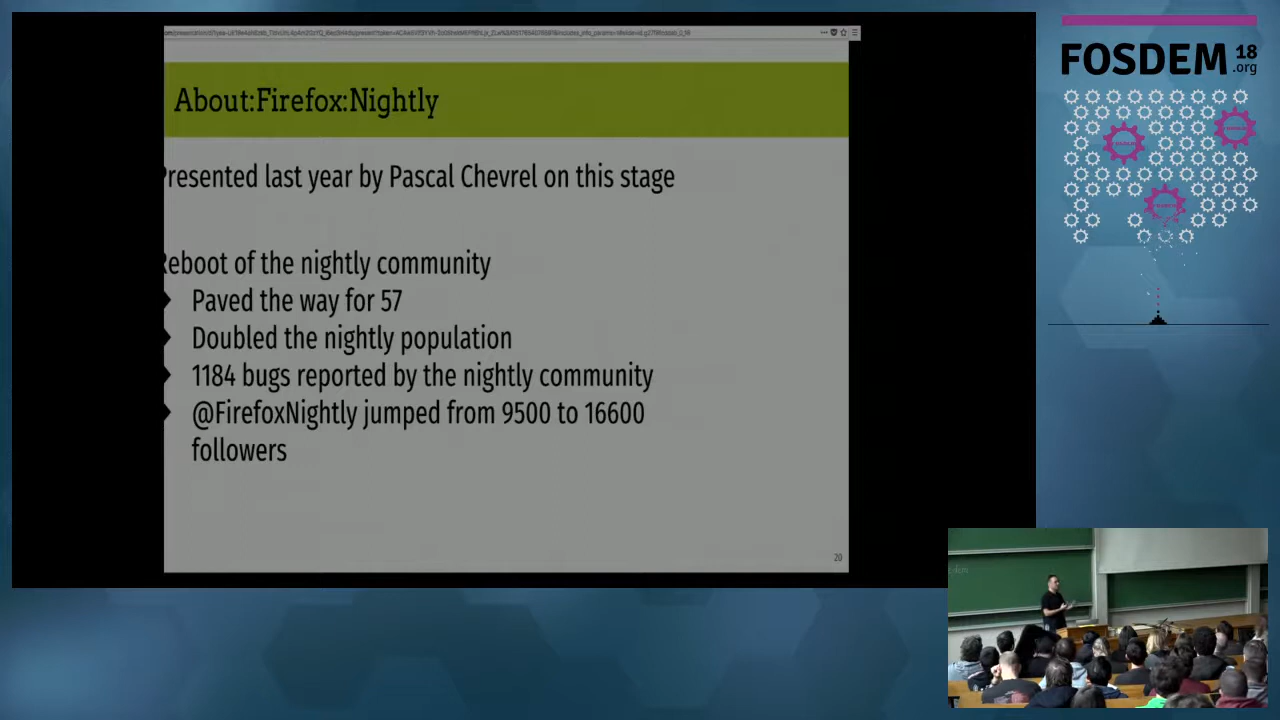 FOSDEM 18
.org
About:Firefox:Nightly
Presented last year by Pascal Chevrel on this stage
Reboot of the nightly community
Paved the way for 57
Doubled the nightly population
1184 bugs reported by the nightly community
@FirefoxNightly jumped from 9500 to 16600
followers
20